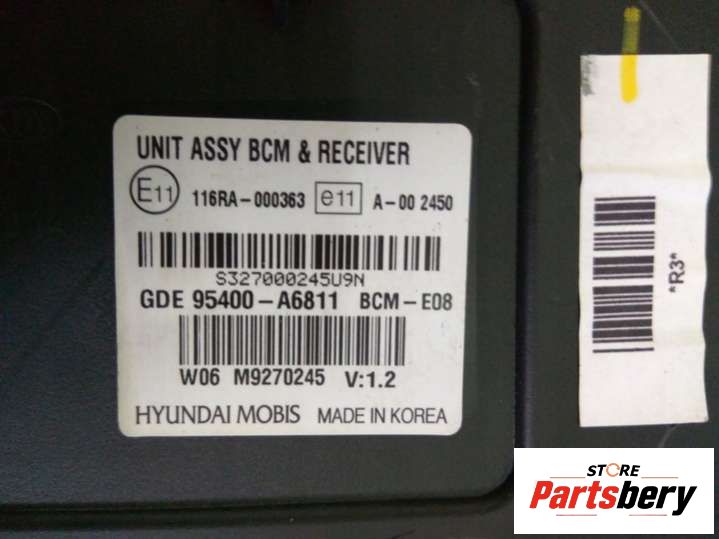 UNIT ASSY BCM & RECEIVER
E11 116RA-000363 e11 A-00 2450
S327000245U9N
GDE 95400-A6811 BCM-E08
W06 M9270245 V:1.2
HYUNDAI MOBIS MADE IN KOREA
*R3*
STORE
Partsbery